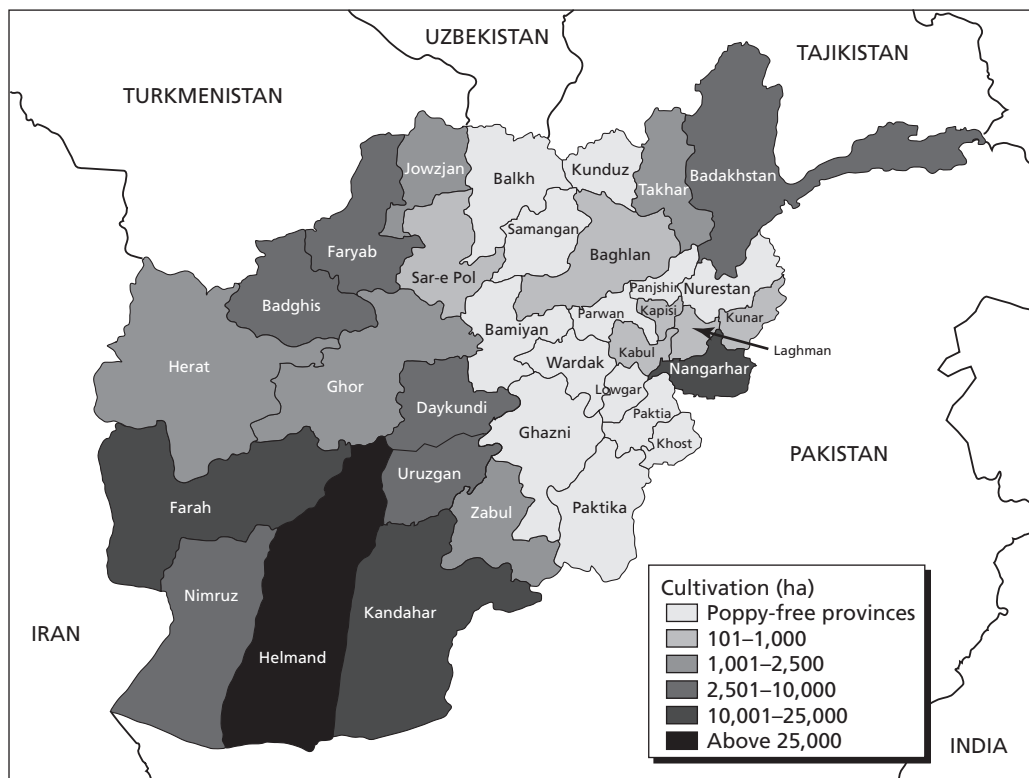 UZBEKISTAN
TAJIKISTAN
TURKMENISTAN
Jowzjan
Balkh
Kunduz
Takhar
Badakhstan
Samangan
Faryab
Baghlan
Sar-e Pol
Panjshir
Nurestan
Badghis
Kapisi
Parwan
Kunar
Bamiyan
Laghman
Kabul
Wardak
Nangarhar
Herat
Ghor
Lowgar
Daykundi
Paktia
Ghazni
Khost
PAKISTAN
Uruzgan
Farah
Zabul
Paktika
Nimruz
Kandahar
IRAN
Helmand
Cultivation (ha)
Poppy-free provinces
101–1,000
1,001–2,500
2,501–10,000
10,001–25,000
Above 25,000
INDIA